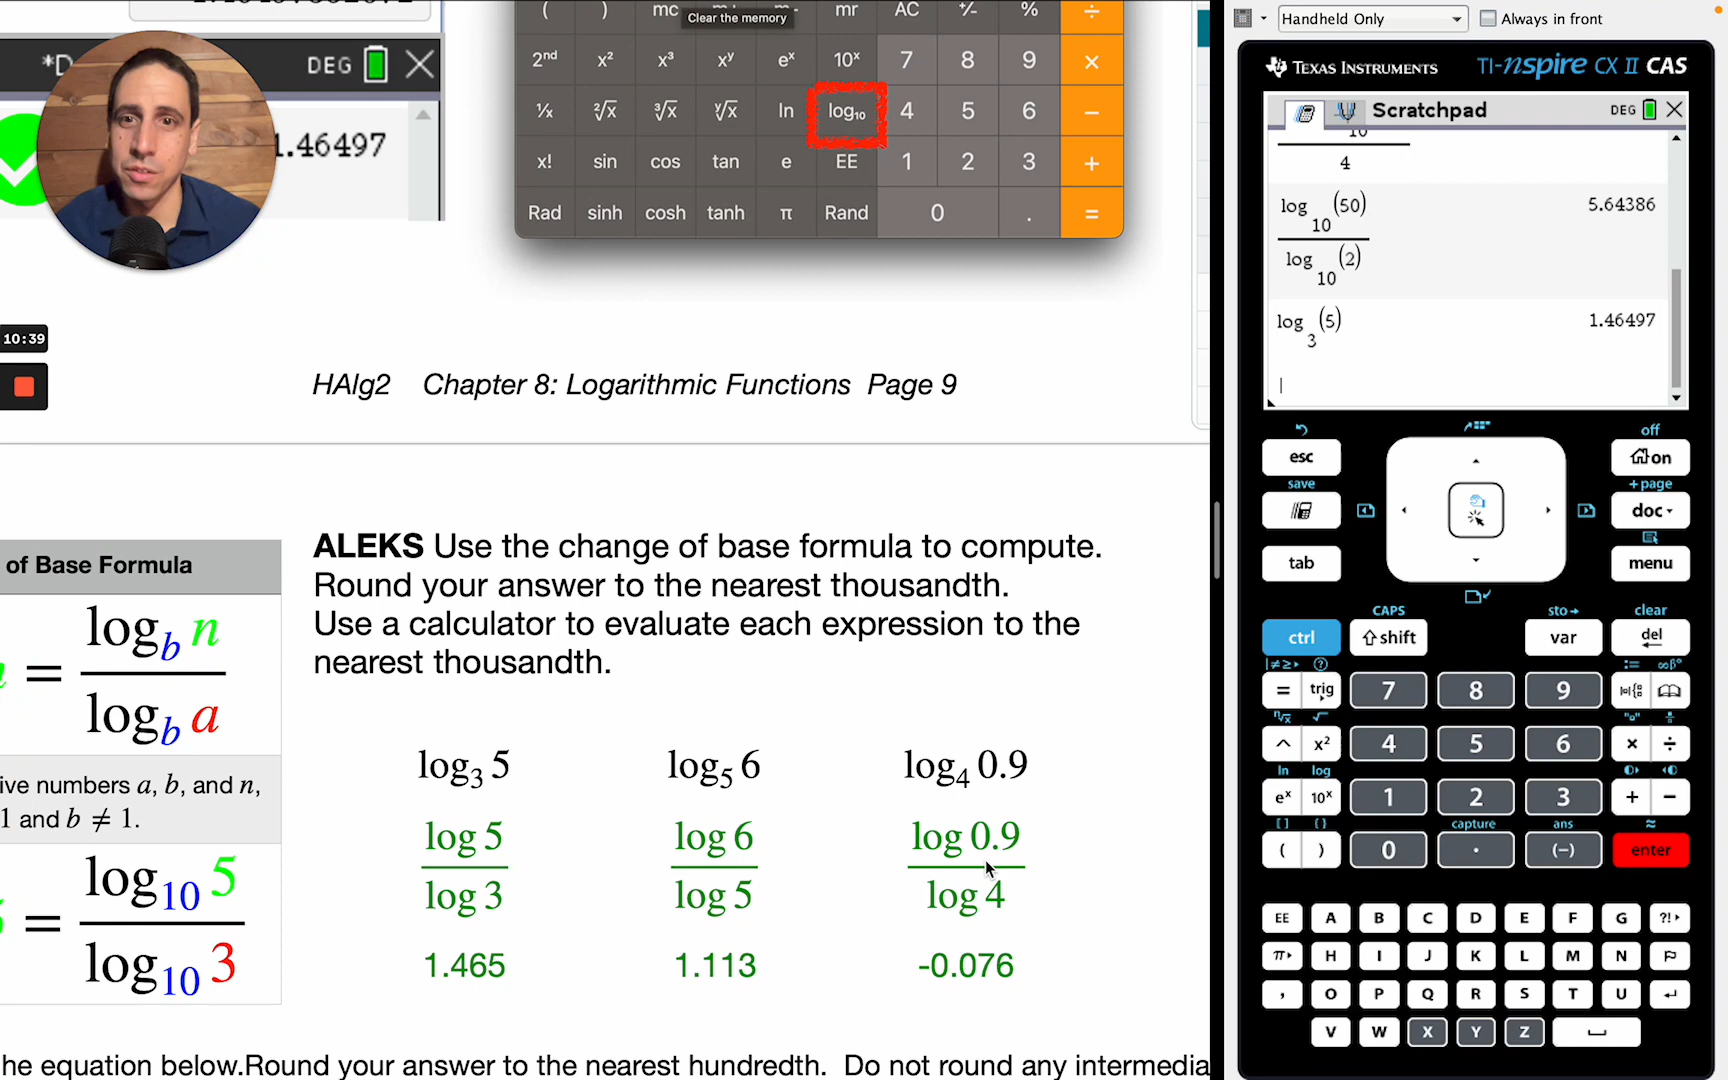 *D
DEG
1.46497
10:39
Clear the memory
( ) mc mr AC +⁄- % ÷
2nd x² x³ xʸ eˣ 10ˣ 7 8 9 ×
¹⁄ₓ ²√x ³√x ʸ√x ln log₁₀ 4 5 6 −
x! sin cos tan e EE 1 2 3 +
Rad sinh cosh tanh π Rand 0 . =
HAlg2 Chapter 8: Logarithmic Functions Page 9
of Base Formula
= log_b n
log_b a
ive numbers a, b, and n,
1 and b ≠ 1.
= log₁₀ 5
log₁₀ 3
ALEKS Use the change of base formula to compute.
Round your answer to the nearest thousandth.
Use a calculator to evaluate each expression to the
nearest thousandth.
log₃ 5 log₅ 6 log₄ 0.9
log 5 log 6 log 0.9
log 3 log 5 log 4
1.465 1.113 -0.076
he equation below.Round your answer to the nearest hundredth. Do not round any intermedia
Handheld Only Always in front
TEXAS INSTRUMENTS TI-nspire CX II CAS
Scratchpad DEG
10
4
log₁₀(50) 5.64386
log₁₀(2)
log₃(5) 1.46497
off
esc on
save +page
doc
tab menu
CAPS sto→ clear
ctrl shift var del
|≠≥▸ ? := ∞β°
= trig 7 8 9
ⁿ√x √
^ x² 4 5 6 × ÷
ln log
eˣ 10ˣ 1 2 3 + −
[ ] { } capture ans ≈
( ) 0 . (−) enter
EE A B C D E F G ?!▸
π▸ H I J K L M N
, O P Q R S T U ↵
V W X Y Z